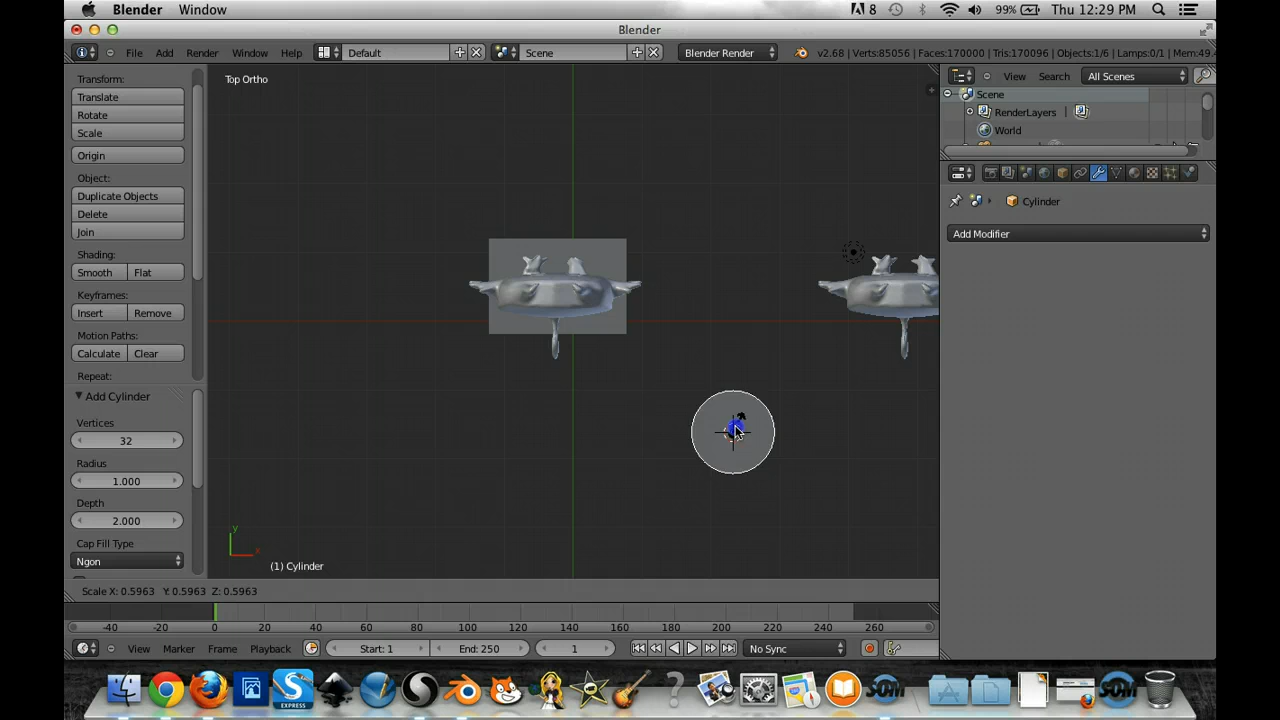 Blender Window 8 99% Thu 12:29 PM
Blender
File Add Render Window Help Default Scene Blender Render v2.68 | Verts:85056 | Faces:170000 | Tris:170096 | Objects:1/6 | Lamps:0/1 | Mem:49.
Transform:
Translate
Rotate
Scale
Origin
Object:
Duplicate Objects
Delete
Join
Shading:
Smooth Flat
Keyframes:
Insert Remove
Motion Paths:
Calculate Clear
Repeat:
Add Cylinder
Vertices
32
Radius
1.000
Depth
2.000
Cap Fill Type
Ngon
Top Ortho
y
x
(1) Cylinder
Scale X: 0.5963 Y: 0.5963 Z: 0.5963
View Search All Scenes
Scene
RenderLayers
World
Cylinder
Add Modifier
-40 -20 0 20 40 60 80 100 120 140 160 180 200 220 240 260
View Marker Frame Playback Start: 1 End: 250 1 No Sync
EXPRESS
SOM SOM